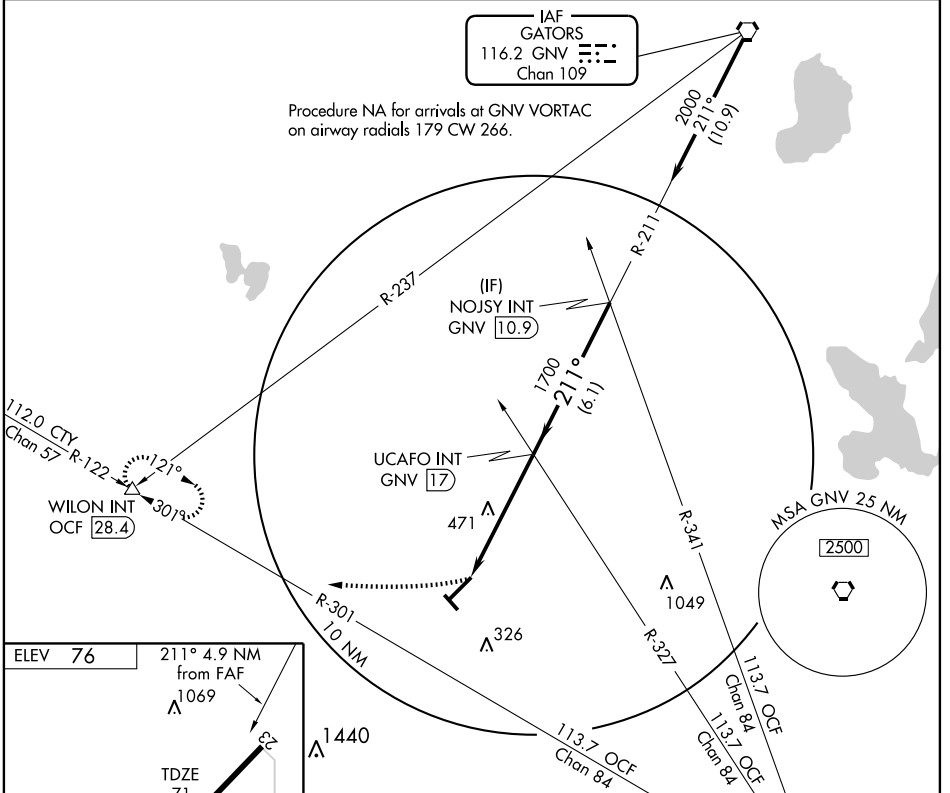 IAF
GATORS
116.2 GNV
Chan 109
Procedure NA for arrivals at GNV VORTAC
on airway radials 179 CW 266.
2000
211°
(10.9)
R-211
R-237
(IF)
NOJSY INT
GNV 10.9
1700
211°
(6.1)
112.0 CTY
Chan 57
R-122
121°
301°
WILON INT
OCF 28.4
UCAFO INT
GNV 17
471
R-341
MSA GNV 25 NM
2500
1049
R-301
10 NM
326
R-327
113.7 OCF
Chan 84
113.7 OCF
Chan 84
113.7 OCF
Chan 84
ELEV 76
211° 4.9 NM
from FAF
1069
23
1440
TDZE
71